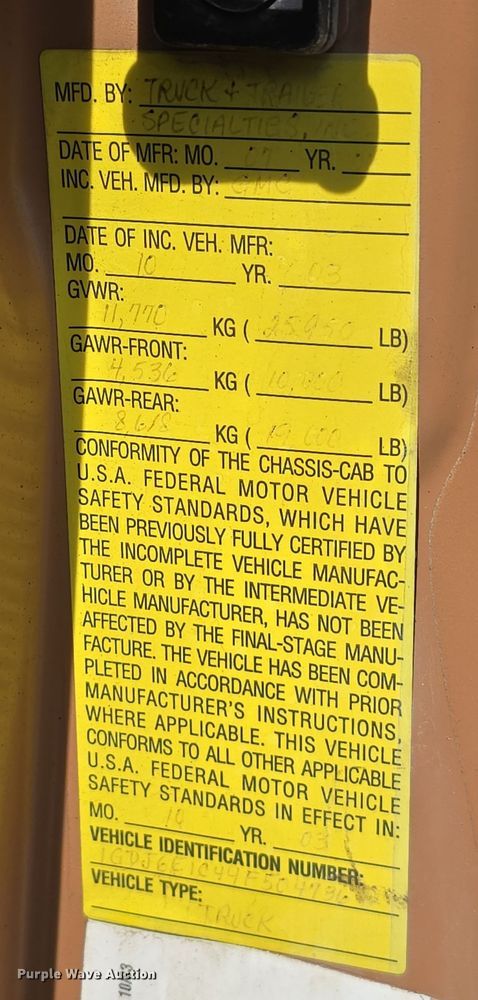 MFD. BY: TRUCK & TRAILER
SPECIALTIES, INC
DATE OF MFR: MO. 07 YR.
INC. VEH. MFD. BY: GMC
DATE OF INC. VEH. MFR:
MO. 10 YR. 03
GVWR:
11,770 KG ( 25,950 LB)
GAWR-FRONT:
4,536 KG ( 10,000 LB)
GAWR-REAR:
8,618 KG ( 19,000 LB)
CONFORMITY OF THE CHASSIS-CAB TO
U.S.A. FEDERAL MOTOR VEHICLE
SAFETY STANDARDS, WHICH HAVE
BEEN PREVIOUSLY FULLY CERTIFIED BY
THE INCOMPLETE VEHICLE MANUFAC-
TURER OR BY THE INTERMEDIATE VE-
HICLE MANUFACTURER, HAS NOT BEEN
AFFECTED BY THE FINAL-STAGE MANU-
FACTURE. THE VEHICLE HAS BEEN COM-
PLETED IN ACCORDANCE WITH PRIOR
MANUFACTURER'S INSTRUCTIONS,
WHERE APPLICABLE. THIS VEHICLE
CONFORMS TO ALL OTHER APPLICABLE
U.S.A. FEDERAL MOTOR VEHICLE
SAFETY STANDARDS IN EFFECT IN:
MO. 10 YR. 03
VEHICLE IDENTIFICATION NUMBER:
VEHICLE TYPE:
TRUCK
Purple Wave Auction